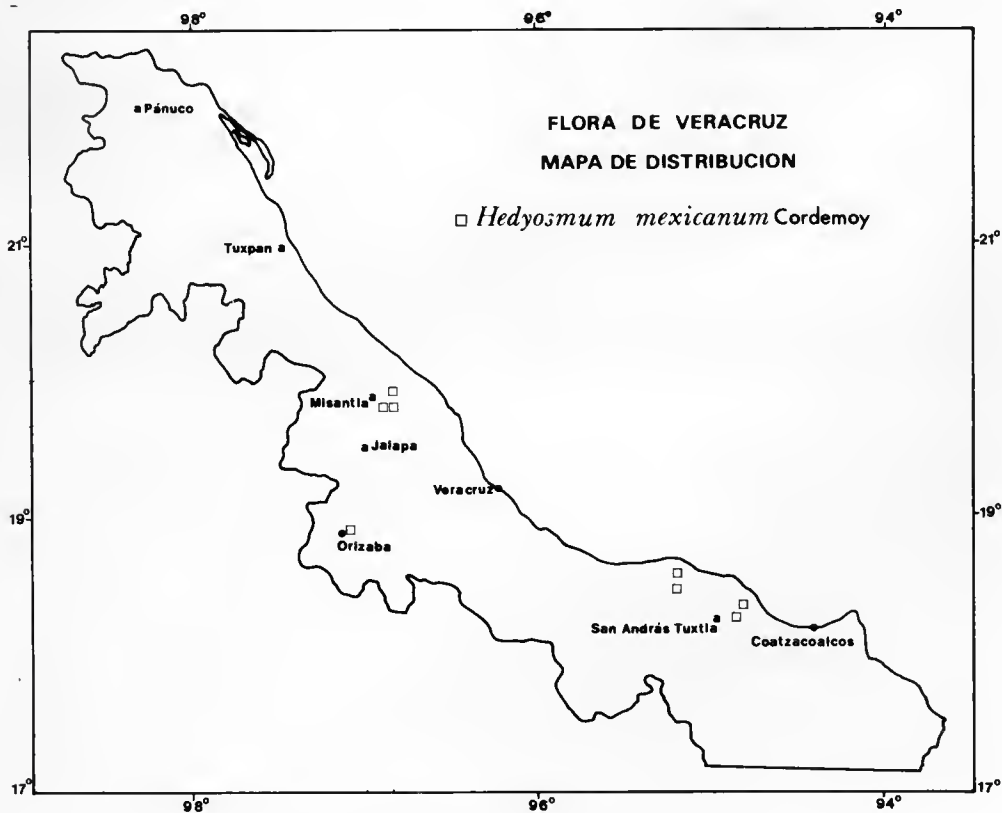 98° 96° 94°
a Pánuco
FLORA DE VERACRUZ
MAPA DE DISTRIBUCION
□ Hedyosmum mexicanum Cordemoy
21° Tuxpan a 21°
Misantla a
a Jalapa
Veracruz
19° 19°
Orizaba
San András Tuxtla a
Coatzacoalcos
17° 17°
98° 96° 94°